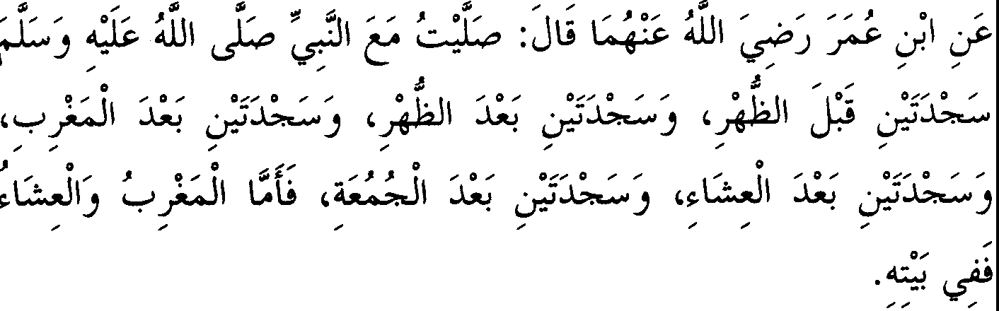 عَنِ ابْنِ عُمَرَ رَضِيَ اللَّهُ عَنْهُمَا قَالَ: صَلَّيْتُ مَعَ النَّبِيِّ صَلَّى اللَّهُ عَلَيْهِ وَسَلَّمَ
سَجْدَتَيْنِ قَبْلَ الظُّهْرِ، وَسَجْدَتَيْنِ بَعْدَ الظُّهْرِ، وَسَجْدَتَيْنِ بَعْدَ الْمَغْرِبِ،
وَسَجْدَتَيْنِ بَعْدَ الْعِشَاءِ، وَسَجْدَتَيْنِ بَعْدَ الْجُمُعَةِ، فَأَمَّا الْمَغْرِبُ وَالْعِشَاءُ
فَفِي بَيْتِهِ.